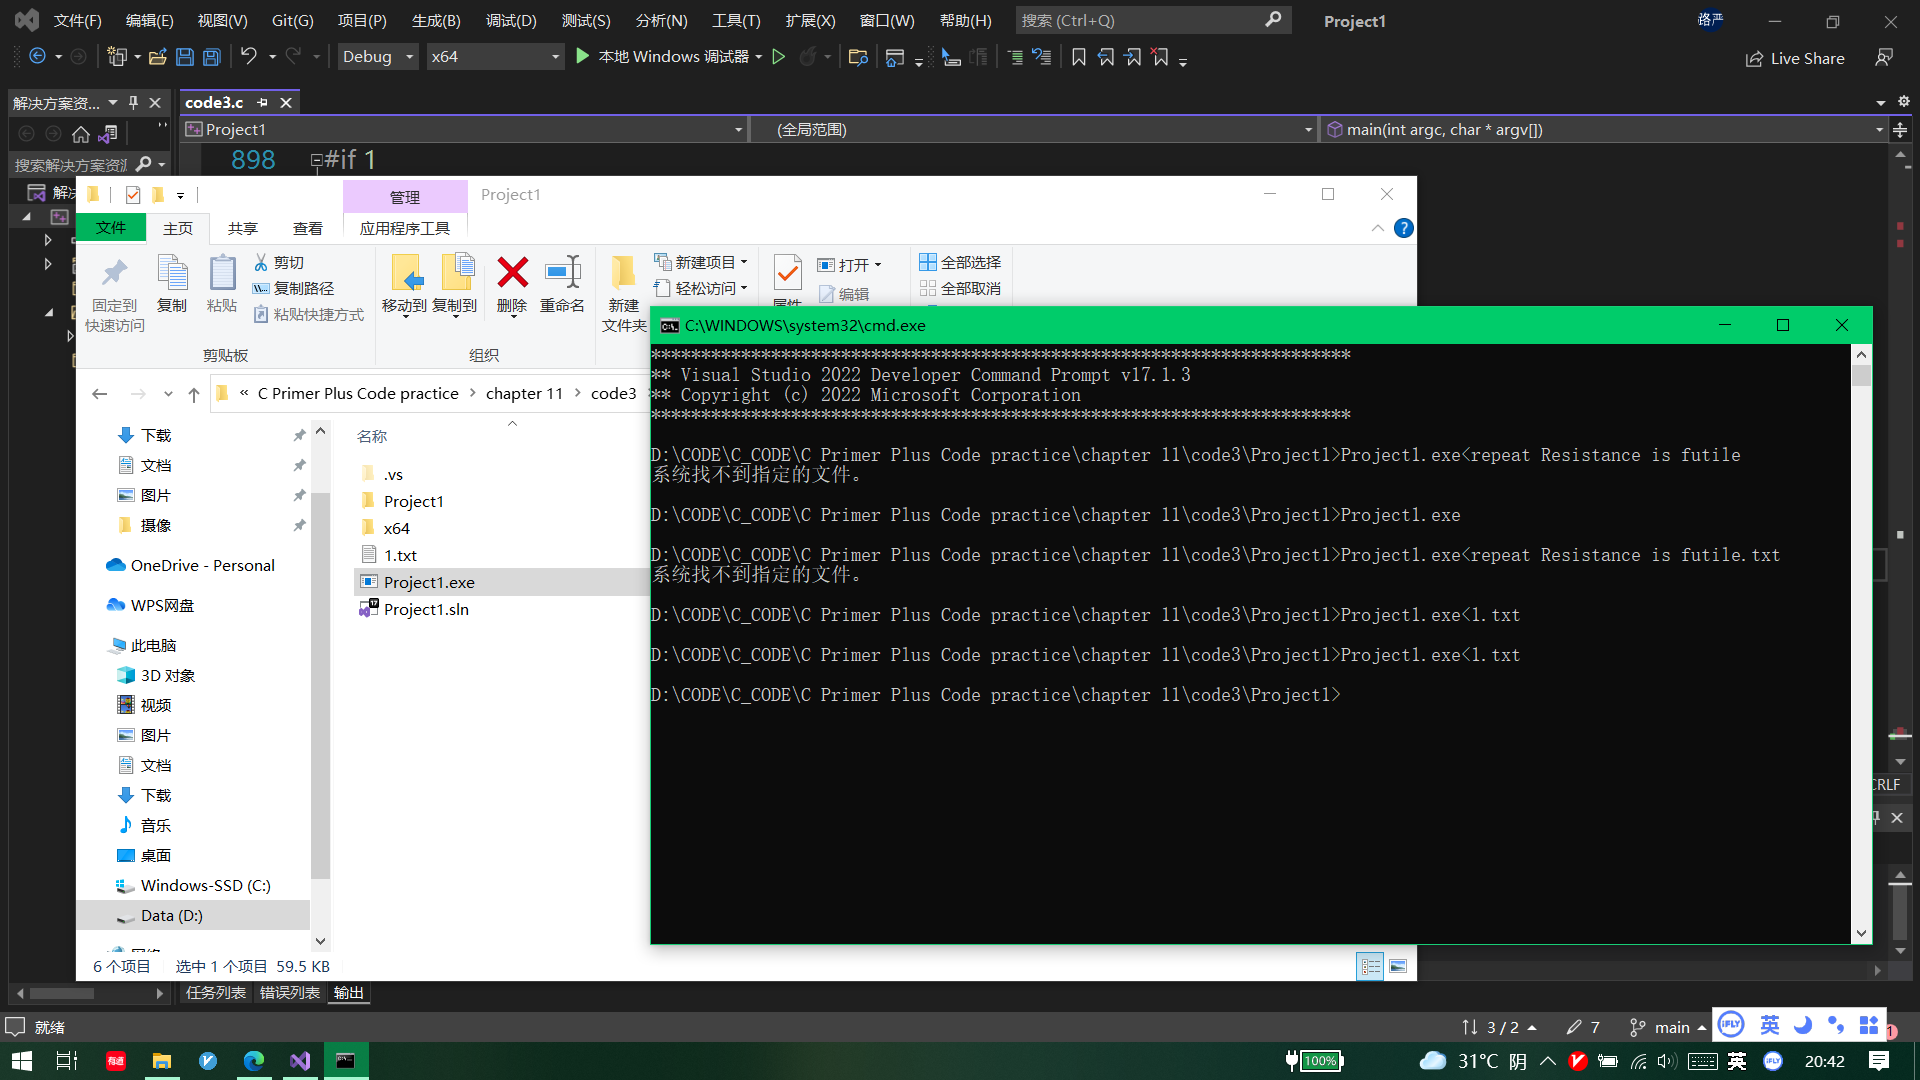 文件(F) 编辑(E) 视图(V) Git(G) 项目(P) 生成(B) 调试(D) 测试(S) 分析(N) 工具(T) 扩展(X) 窗口(W) 帮助(H) 搜索 (Ctrl+Q) Project1
Debug x64 本地 Windows 调试器 Live Share
解决方案资... code3.c
Project1 (全局范围) main(int argc, char * argv[])
搜索解决方案资 898 #if 1
管理 Project1
文件 主页 共享 查看 应用程序工具
固定到
快速访问
复制 粘贴
剪切
复制路径
粘贴快捷方式
移动到 复制到 删除 重命名
新建
文件夹
新建项目
轻松访问
打开
编辑
全部选择
全部取消
剪贴板 组织
« C Primer Plus Code practice chapter 11 code3
下载
文档
图片
摄像
OneDrive - Personal
WPS网盘
此电脑
3D 对象
视频
图片
文档
下载
音乐
桌面
Windows-SSD (C:)
Data (D:)
名称
.vs
Project1
x64
1.txt
Project1.exe
Project1.sln
6 个项目 选中 1 个项目 59.5 KB
C:\WINDOWS\system32\cmd.exe
**********************************************************************
** Visual Studio 2022 Developer Command Prompt v17.1.3
** Copyright (c) 2022 Microsoft Corporation
**********************************************************************
D:\CODE\C_CODE\C Primer Plus Code practice\chapter 11\code3\Project1>Project1.exe<repeat Resistance is futile
系统找不到指定的文件。
D:\CODE\C_CODE\C Primer Plus Code practice\chapter 11\code3\Project1>Project1.exe
D:\CODE\C_CODE\C Primer Plus Code practice\chapter 11\code3\Project1>Project1.exe<repeat Resistance is futile.txt
系统找不到指定的文件。
D:\CODE\C_CODE\C Primer Plus Code practice\chapter 11\code3\Project1>Project1.exe<1.txt
D:\CODE\C_CODE\C Primer Plus Code practice\chapter 11\code3\Project1>Project1.exe<1.txt
D:\CODE\C_CODE\C Primer Plus Code practice\chapter 11\code3\Project1>
CRLF
任务列表 错误列表 输出
就绪 3 / 2 7 main iFLY 英
100% 31°C 阴 英 20:42